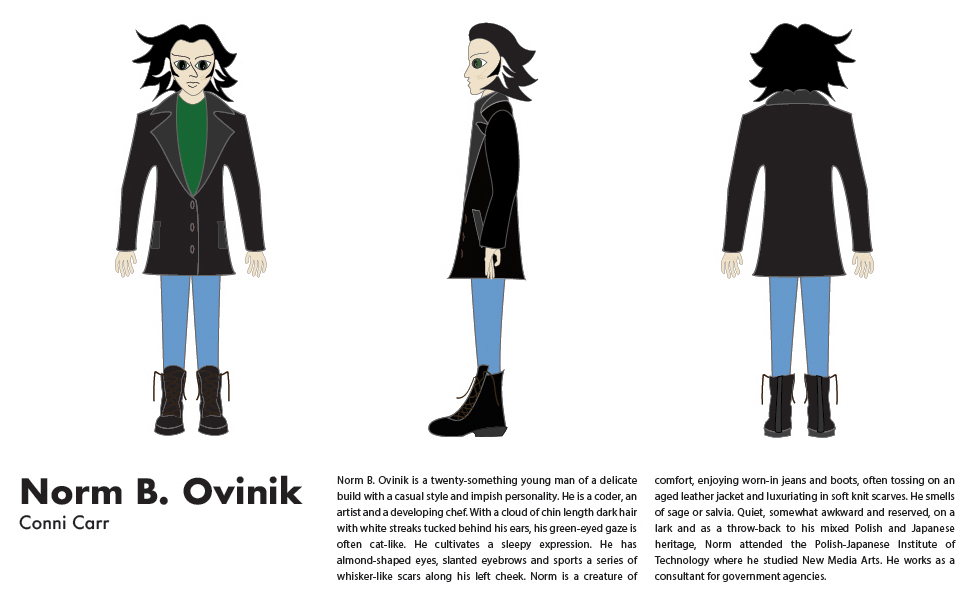 Norm B. Ovinik
Conni Carr
Norm B. Ovinik is a twenty-something young man of a delicate
build with a casual style and impish personality. He is a coder, an
artist and a developing chef. With a cloud of chin length dark hair
with white streaks tucked behind his ears, his green-eyed gaze is
often cat-like. He cultivates a sleepy expression. He has
almond-shaped eyes, slanted eyebrows and sports a series of
whisker-like scars along his left cheek. Norm is a creature of
comfort, enjoying worn-in jeans and boots, often tossing on an
aged leather jacket and luxuriating in soft knit scarves. He smells
of sage or salvia. Quiet, somewhat awkward and reserved, on a
lark and as a throw-back to his mixed Polish and Japanese
heritage, Norm attended the Polish-Japanese Institute of
Technology where he studied New Media Arts. He works as a
consultant for government agencies.